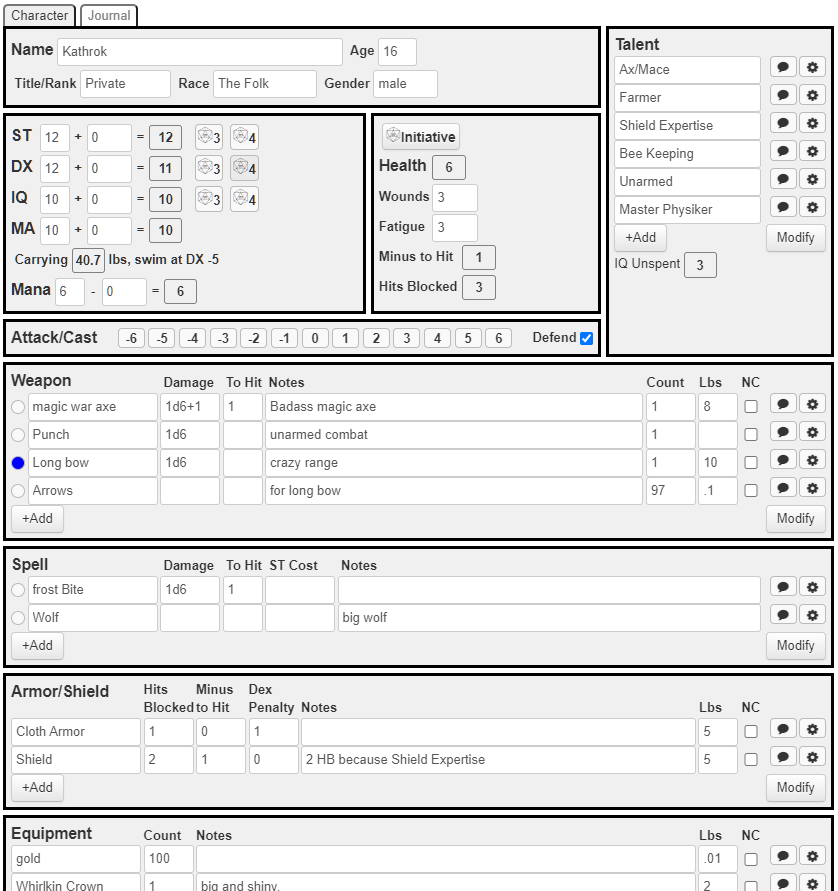 Character Journal
Name Kathrok Age 16
Title/Rank Private Race The Folk Gender male
ST 12 + 0 = 12 3 4
DX 12 + 0 = 11 3 4
IQ 10 + 0 = 10 3 4
MA 10 + 0 = 10
Carrying 40.7 lbs, swim at DX -5
Mana 6 - 0 = 6
Initiative
Health 6
Wounds 3
Fatigue 3
Minus to Hit 1
Hits Blocked 3
Talent
Ax/Mace
Farmer
Shield Expertise
Bee Keeping
Unarmed
Master Physiker
+Add Modify
IQ Unspent 3
Attack/Cast -6 -5 -4 -3 -2 -1 0 1 2 3 4 5 6 Defend
Weapon Damage To Hit Notes Count Lbs NC
magic war axe 1d6+1 1 Badass magic axe 1 8
Punch 1d6 unarmed combat 1
Long bow 1d6 crazy range 1 10
Arrows for long bow 97 .1
+Add Modify
Spell Damage To Hit ST Cost Notes
frost Bite 1d6 1
Wolf big wolf
+Add Modify
Armor/Shield Hits Minus Dex
Blocked to Hit Penalty Notes Lbs NC
Cloth Armor 1 0 1 5
Shield 2 1 0 2 HB because Shield Expertise 5
+Add Modify
Equipment Count Notes Lbs NC
gold 100 .01
Whirlkin Crown 1 big and shiny. 2